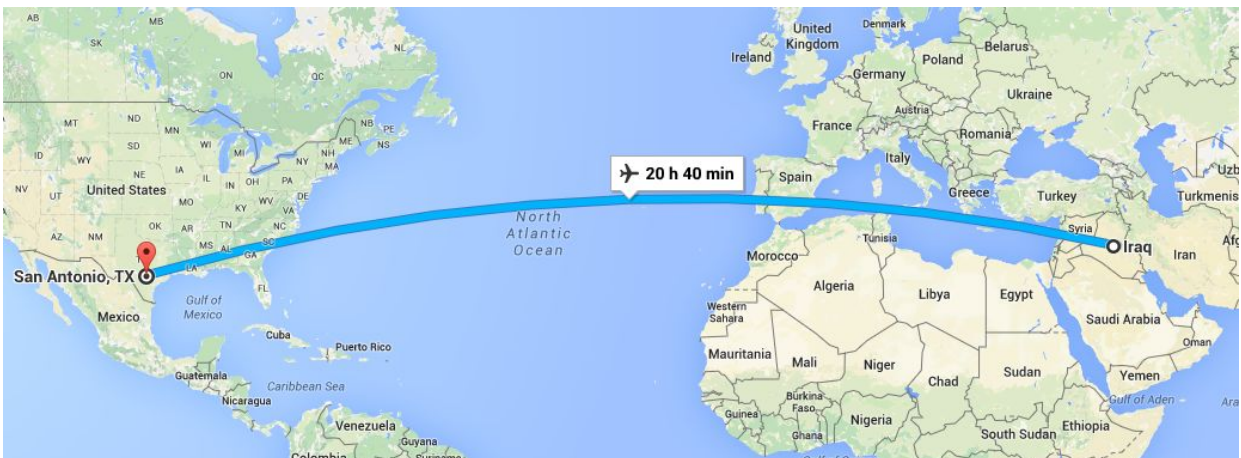 AB
MB
SK
ON
QC
NL
NB
PE
NS
ME
MT
ND
MN
ID
WY
SD
WI
MI
NY
NH
MA
NE
IA
IL
IN
OH
PA
NV
UT
CO
KS
MO
KY
WV
VA
DE
NJ
United States
AZ
NM
OK
AR
TN
NC
MS
AL
SC
GA
LA
FL
San Antonio, TX
Mexico
Gulf of
Mexico
Cuba
Puerto Rico
Guatemala
Caribbean Sea
Nicaragua
Venezuela
Guyana
Colombia
Suriname
20 h 40 min
North
Atlantic
Ocean
United
Kingdom
Ireland
Denmark
Belarus
Poland
Germany
Ukraine
Austria
France
Romania
Italy
Spain
Greece
Turkey
Turkmenis
Uzb
Syria
Iraq
Iran
Afg
Tunisia
Morocco
Algeria
Libya
Egypt
Western
Sahara
Saudi Arabia
Oman
Mauritania
Mali
Niger
Chad
Sudan
Yemen
Gulf of Aden
Ara
Burkina
Faso
Guinea
Ghana
Nigeria
South Sudan
Ethiopia